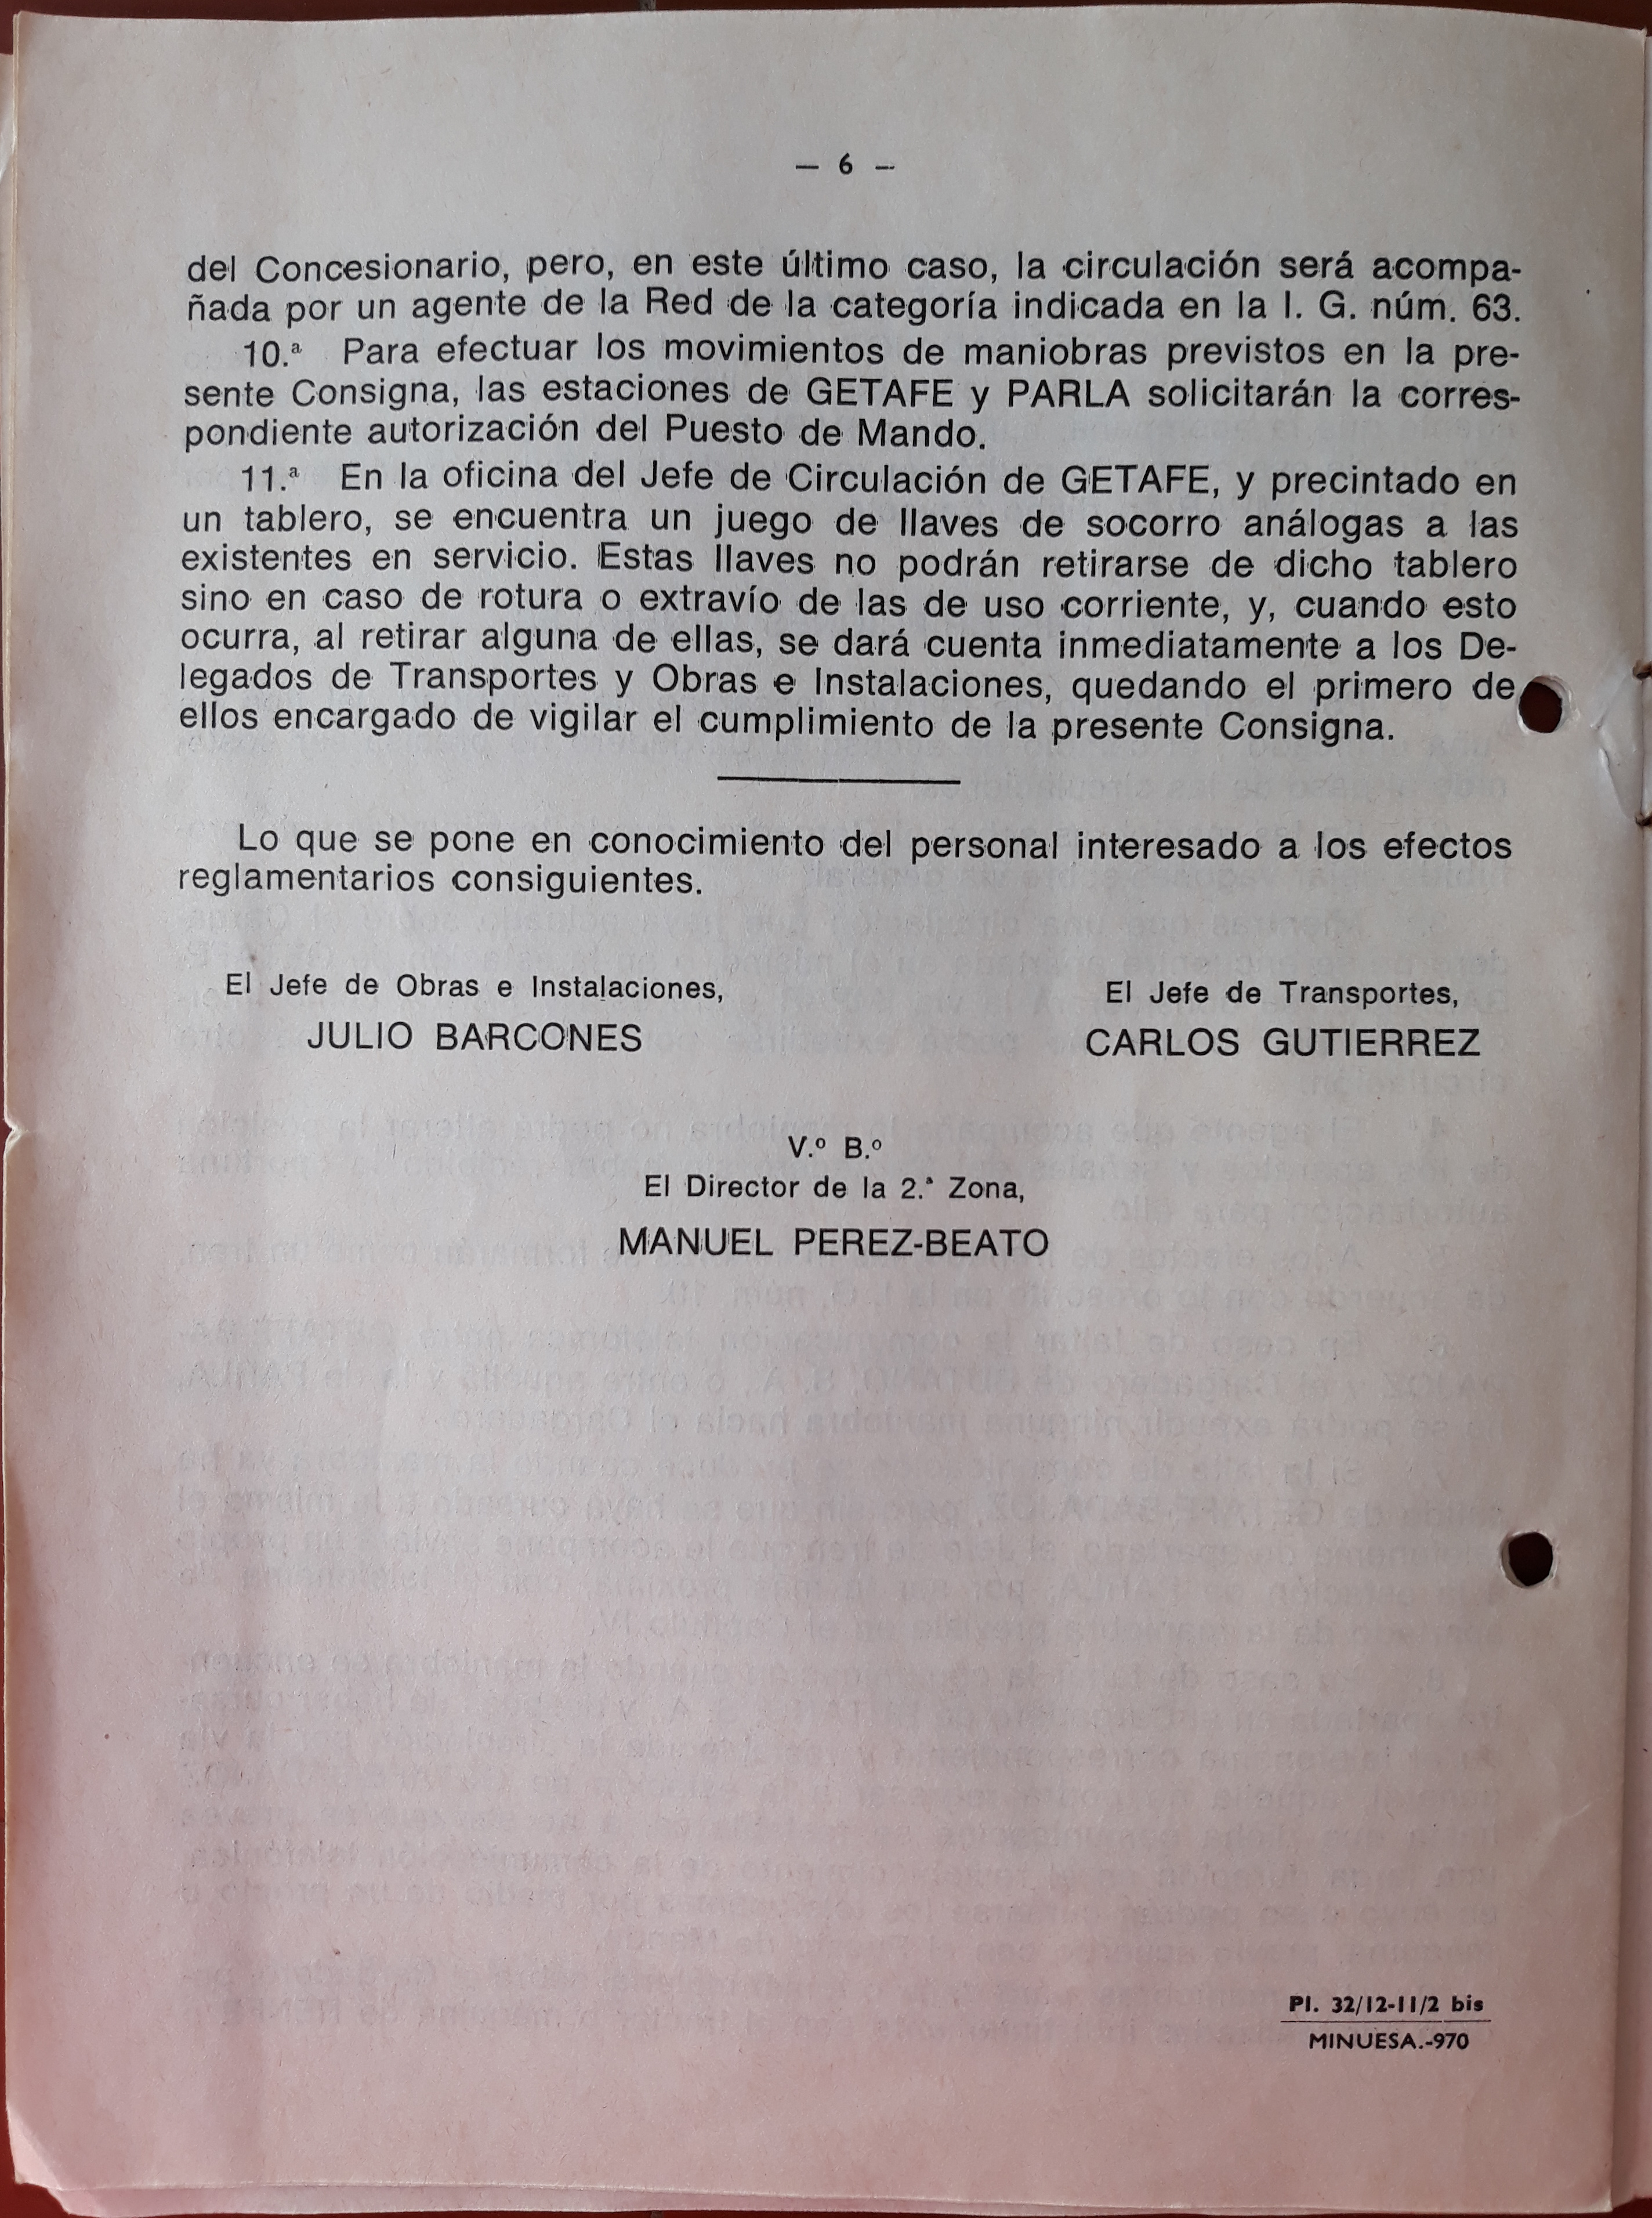 — 6 —
del Concesionario, pero, en este último caso, la circulación será acompa-
ñada por un agente de la Red de la categoría indicada en la I. G. núm. 63.
10.ª Para efectuar los movimientos de maniobras previstos en la pre-
sente Consigna, las estaciones de GETAFE y PARLA solicitarán la corres-
pondiente autorización del Puesto de Mando.
11.ª En la oficina del Jefe de Circulación de GETAFE, y precintado en
un tablero, se encuentra un juego de llaves de socorro análogas a las
existentes en servicio. Estas llaves no podrán retirarse de dicho tablero
sino en caso de rotura o extravío de las de uso corriente, y, cuando esto
ocurra, al retirar alguna de ellas, se dará cuenta inmediatamente a los De-
legados de Transportes y Obras e Instalaciones, quedando el primero de
ellos encargado de vigilar el cumplimiento de la presente Consigna.
Lo que se pone en conocimiento del personal interesado a los efectos
reglamentarios consiguientes.
El Jefe de Obras e Instalaciones,
JULIO BARCONES
El Jefe de Transportes,
CARLOS GUTIERREZ
V.º B.º
El Director de la 2.ª Zona,
MANUEL PEREZ-BEATO
Pl. 32/12-11/2 bis
MINUESA.-970